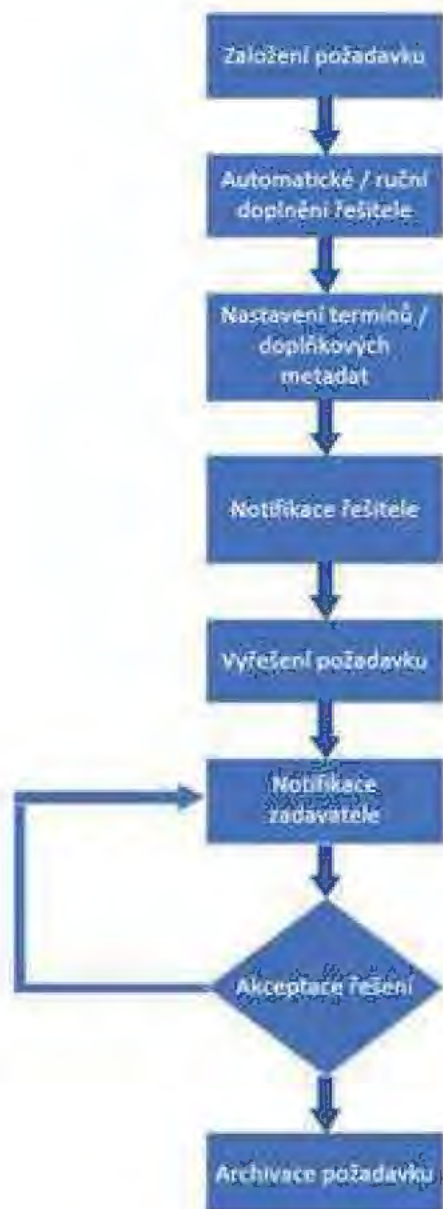 Založení požadavku
Automatické / ruční
doplnění řešitele
Nastavení termínů /
doplňkových
metadat
Notifikace řešitele
Vyřešení požadavku
Notifikace
zadavatele
Akceptace řešení
Archivace požadavku